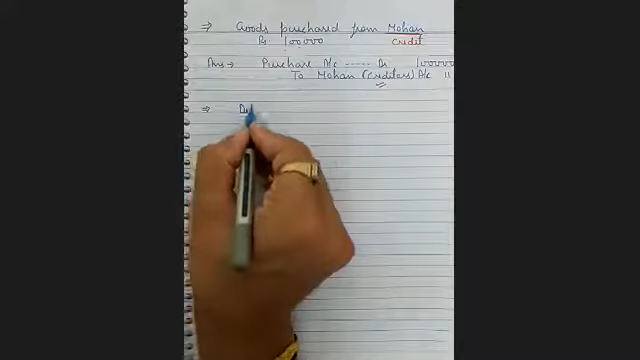 ⇒ Goods purchased from Mohan
Rs. 100000 credit
Ans → Purchase A/c ----- Dr 100000
To Mohan (Creditors) A/c "
⇒